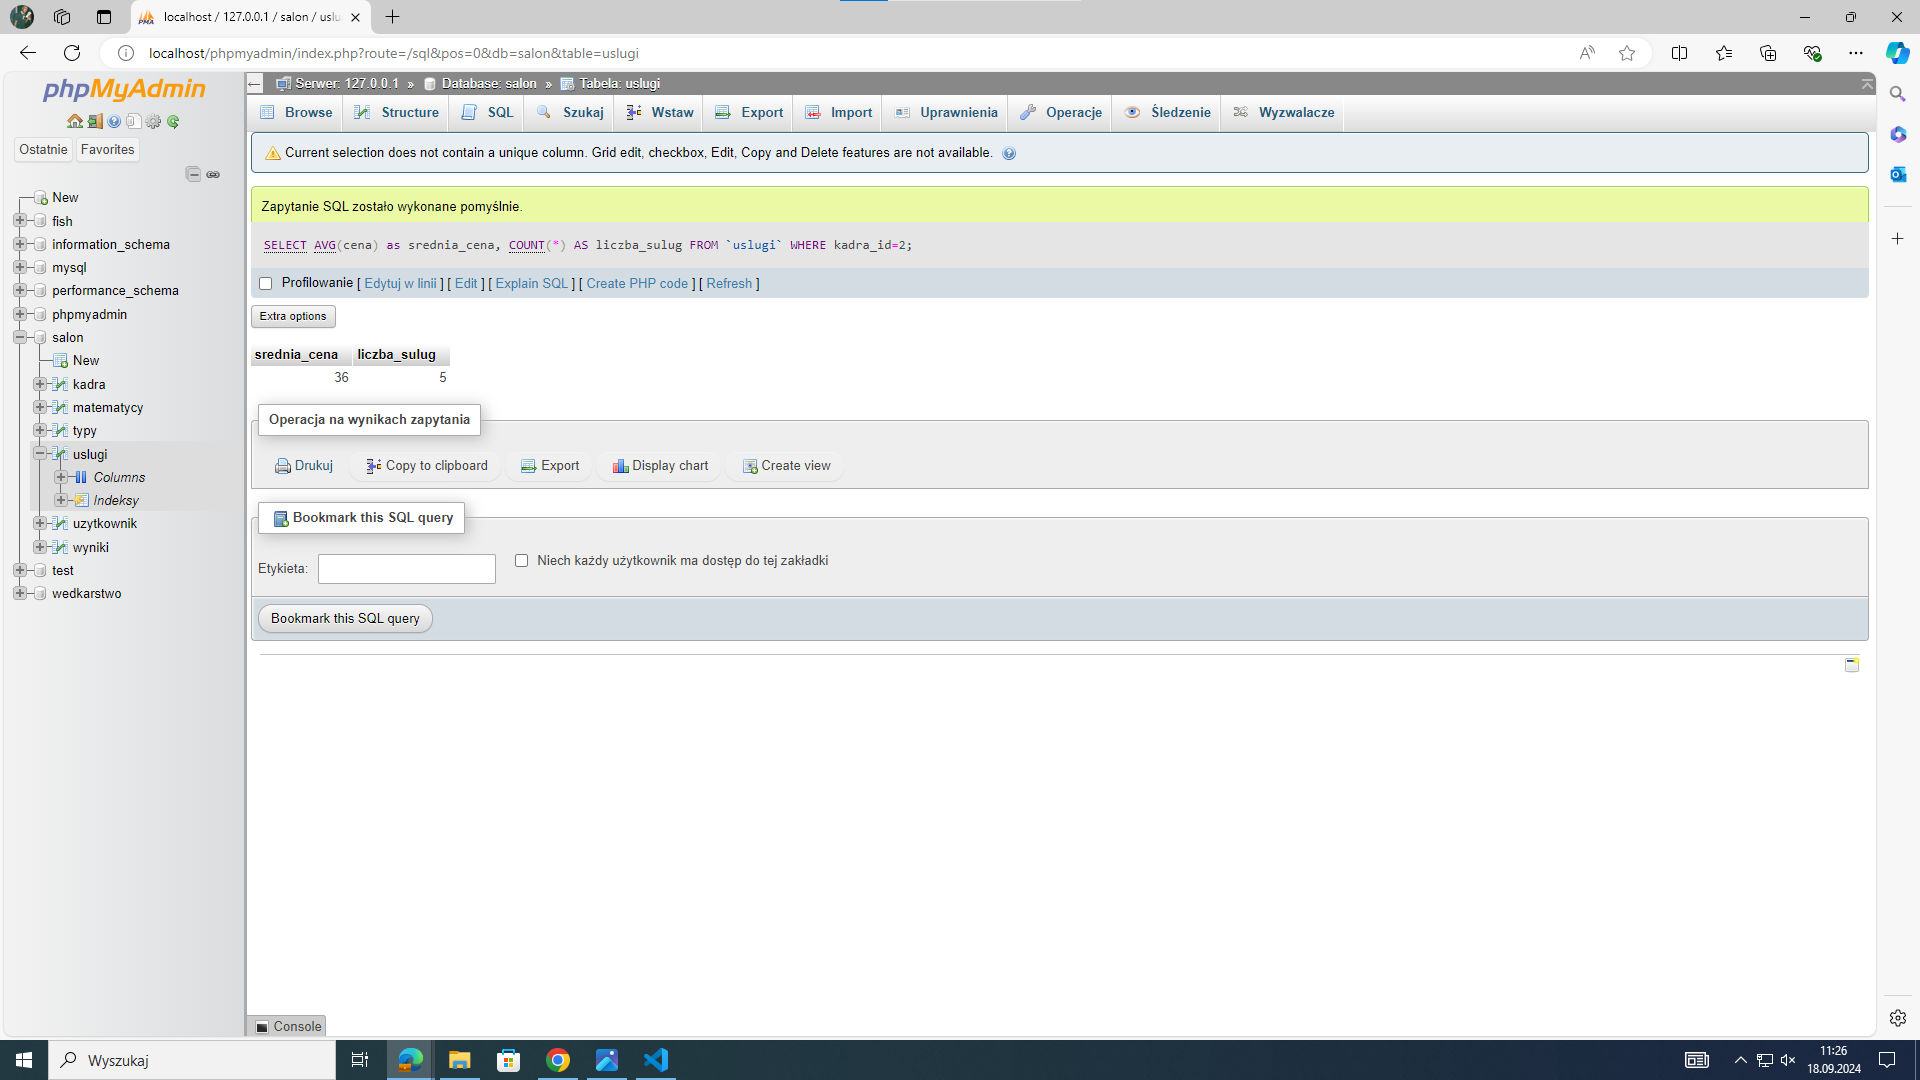 localhost / 127.0.0.1 / salon / uslu
localhost/phpmyadmin/index.php?route=/sql&pos=0&db=salon&table=uslugi
phpMyAdmin
Ostatnie Favorites
New
fish
information_schema
mysql
performance_schema
phpmyadmin
salon
New
kadra
matematycy
typy
uslugi
Columns
Indeksy
uzytkownik
wyniki
test
wedkarstwo
Serwer: 127.0.0.1 » Database: salon » Tabela: uslugi
Browse Structure SQL Szukaj Wstaw Export Import Uprawnienia Operacje Śledzenie Wyzwalacze
Current selection does not contain a unique column. Grid edit, checkbox, Edit, Copy and Delete features are not available.
Zapytanie SQL zostało wykonane pomyślnie.
SELECT AVG(cena) as srednia_cena, COUNT(*) AS liczba_sulug FROM `uslugi` WHERE kadra_id=2;
Profilowanie [ Edytuj w linii ] [ Edit ] [ Explain SQL ] [ Create PHP code ] [ Refresh ]
Extra options
srednia_cena liczba_sulug
36 5
Operacja na wynikach zapytania
Drukuj Copy to clipboard Export Display chart Create view
Bookmark this SQL query
Etykieta: Niech każdy użytkownik ma dostęp do tej zakładki
Bookmark this SQL query
Console
Wyszukaj
11:26
18.09.2024